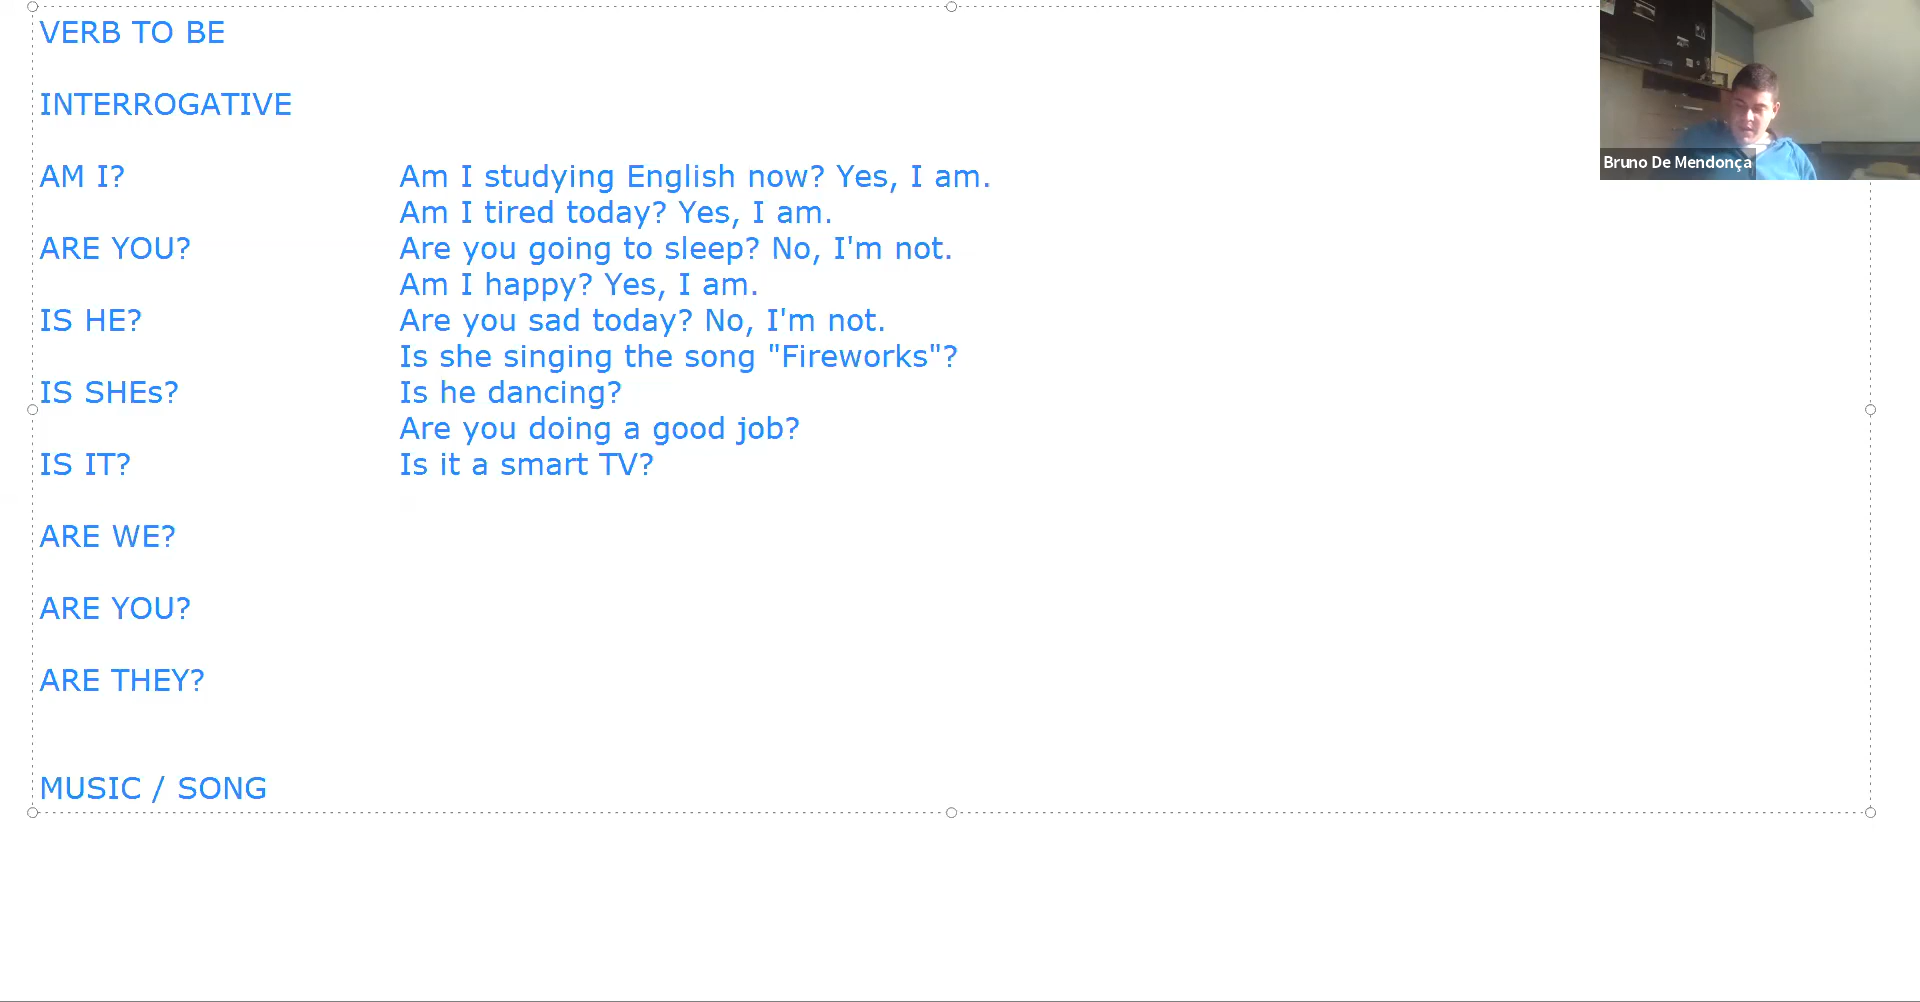 VERB TO BE
INTERROGATIVE
AM I? Am I studying English now? Yes, I am.
Am I tired today? Yes, I am.
ARE YOU? Are you going to sleep? No, I'm not.
Am I happy? Yes, I am.
IS HE? Are you sad today? No, I'm not.
Is she singing the song "Fireworks"?
IS SHEs? Is he dancing?
Are you doing a good job?
IS IT? Is it a smart TV?
ARE WE?
ARE YOU?
ARE THEY?
MUSIC / SONG
Bruno De Mendonça